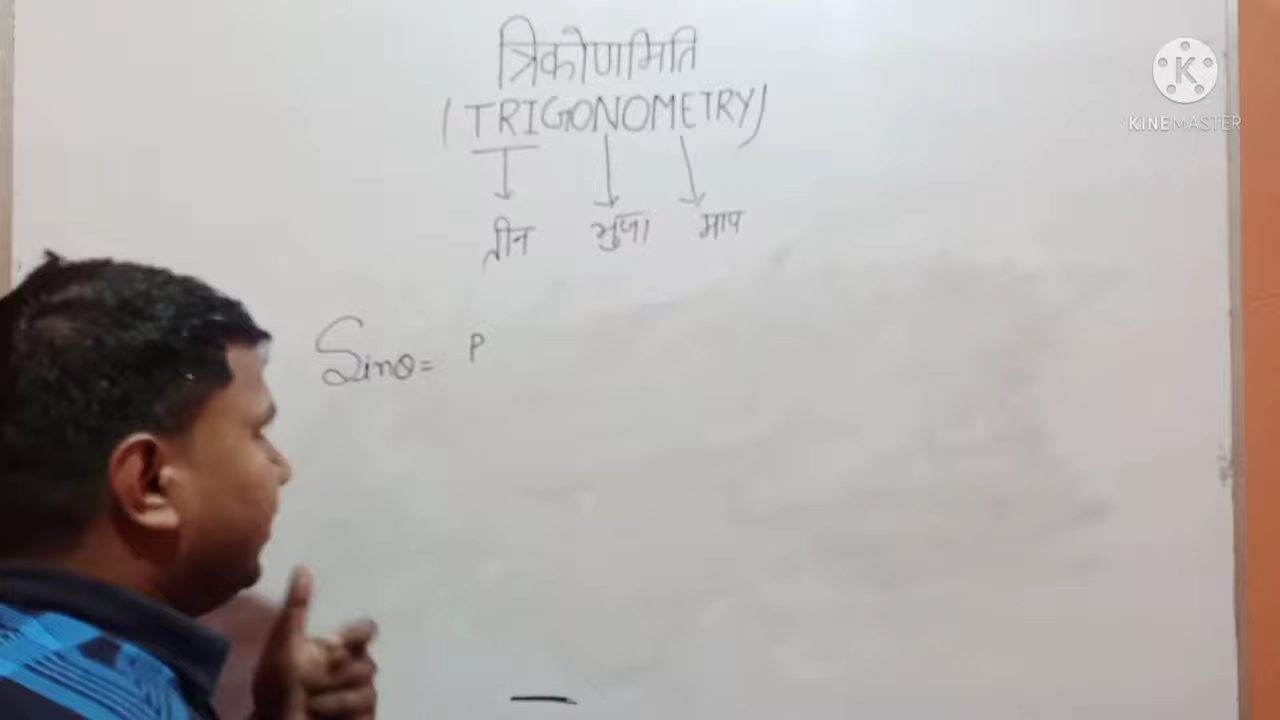 त्रिकोणमिति
(TRIGONOMETRY)
तीन भुजा माप
Sinθ= P
K
KINEMASTER